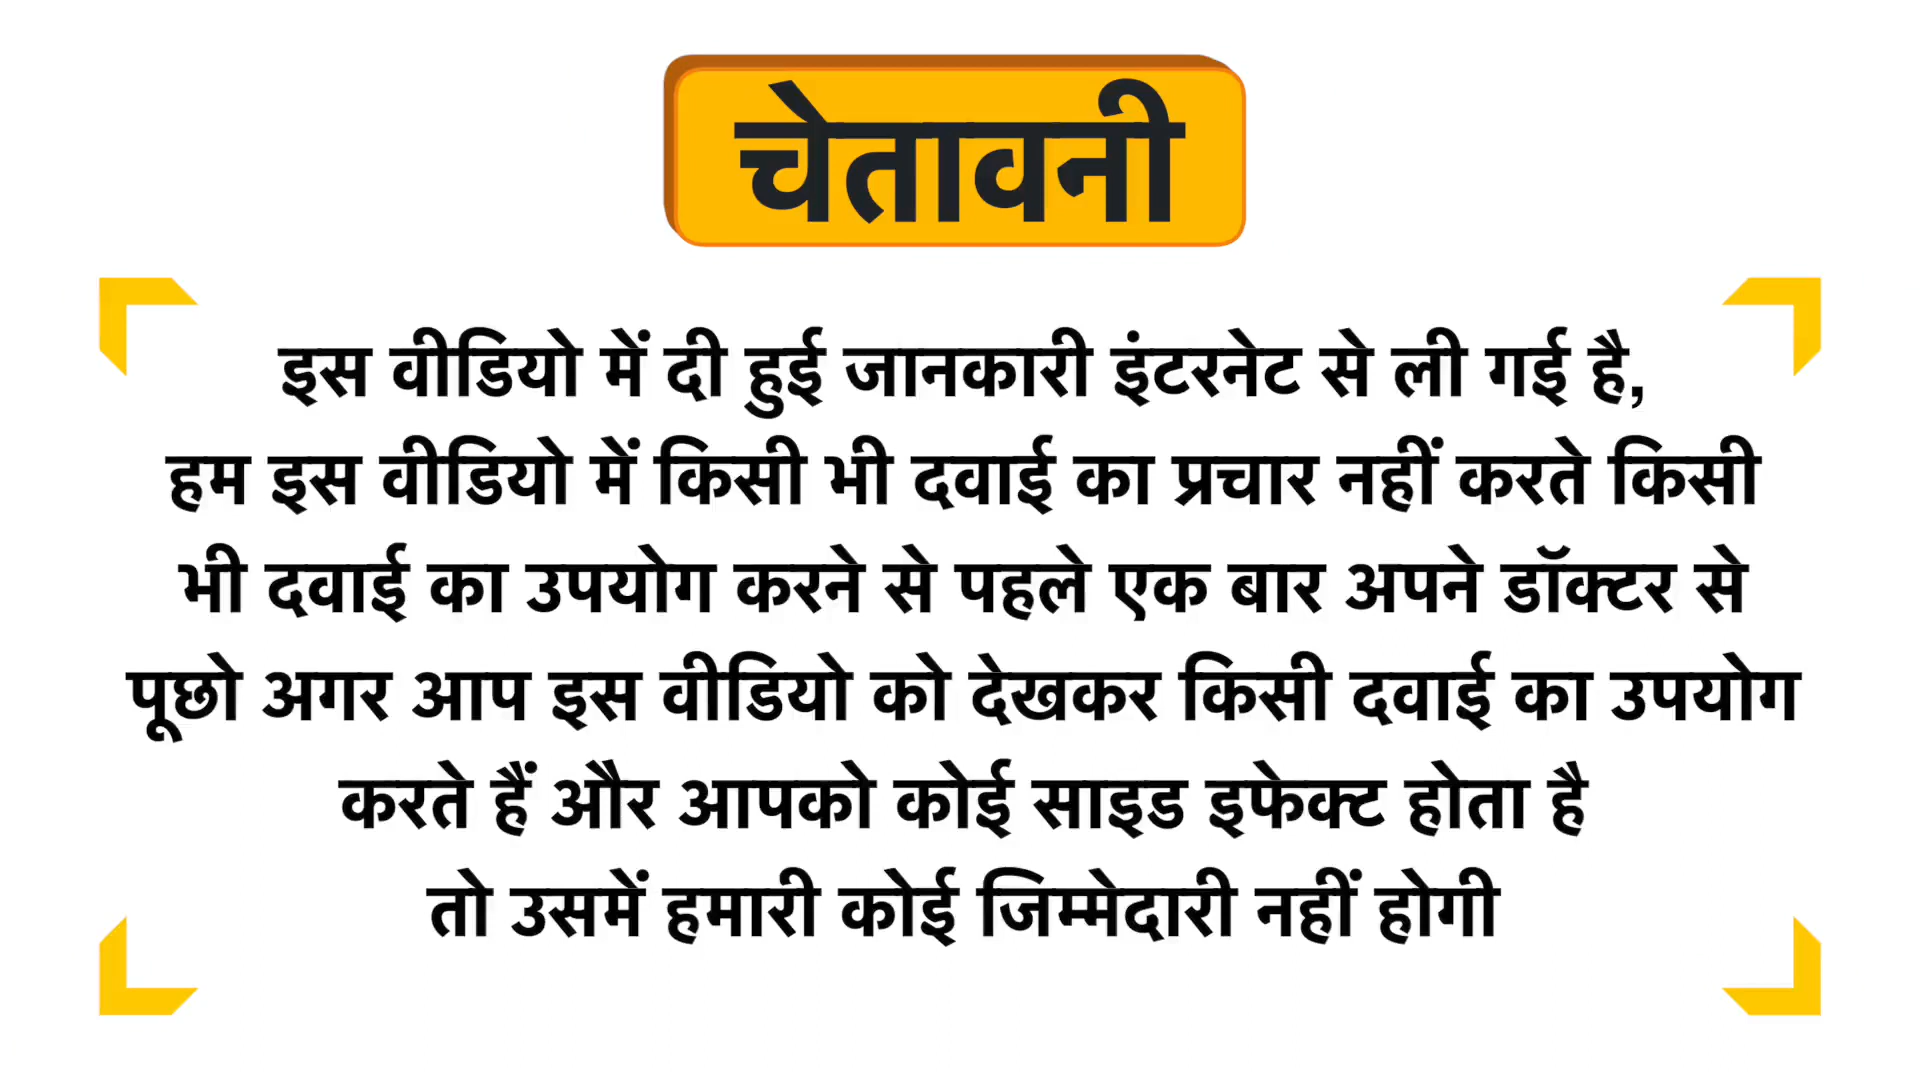 चेतावनी
इस वीडियो में दी हुई जानकारी इंटरनेट से ली गई है,
हम इस वीडियो में किसी भी दवाई का प्रचार नहीं करते किसी
भी दवाई का उपयोग करने से पहले एक बार अपने डॉक्टर से
पूछो अगर आप इस वीडियो को देखकर किसी दवाई का उपयोग
करते हैं और आपको कोई साइड इफेक्ट होता है
तो उसमें हमारी कोई जिम्मेदारी नहीं होगी